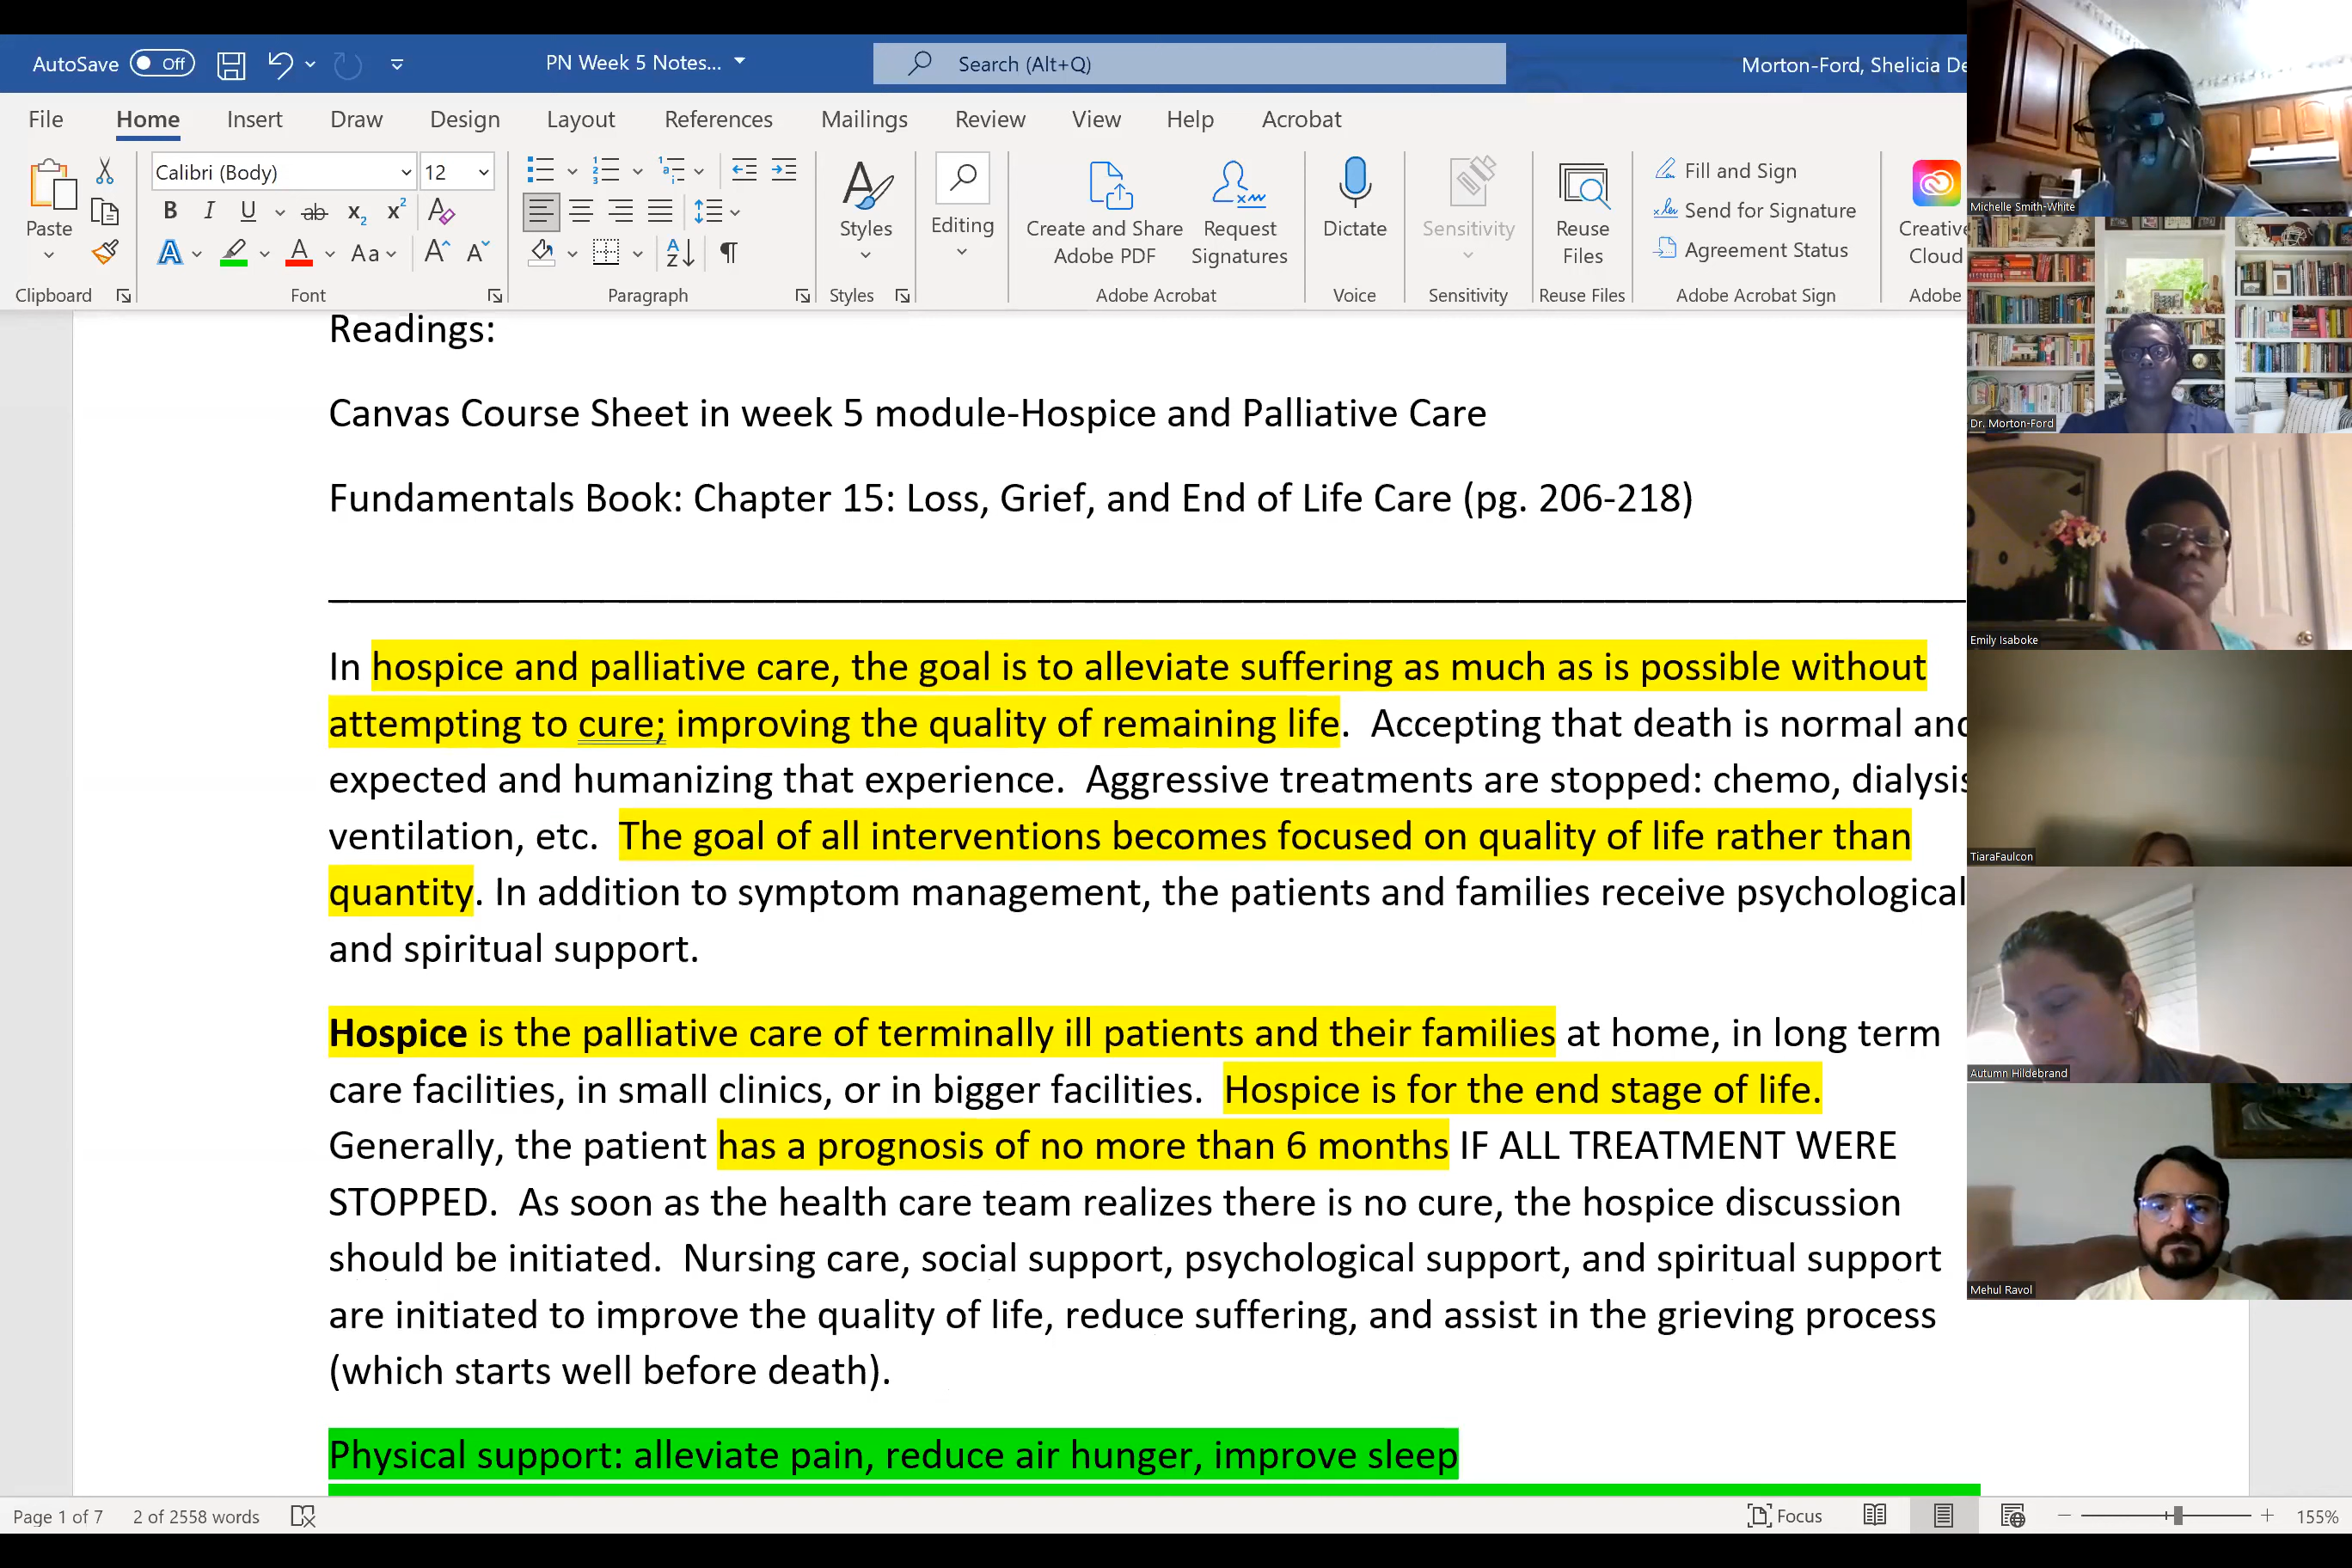 AutoSave Off PN Week 5 Notes... Search (Alt+Q) Morton-Ford, Shelicia De
File Home Insert Draw Design Layout References Mailings Review View Help Acrobat
Paste
Clipboard
Calibri (Body) 12
B I U ab x2 x2 A
A A Aa A A
Font
Paragraph
Styles
Styles
Editing
Create and Share
Adobe PDF
Request
Signatures
Adobe Acrobat
Dictate
Voice
Sensitivity
Sensitivity
Reuse
Files
Reuse Files
Fill and Sign
Send for Signature
Agreement Status
Adobe Acrobat Sign
Creative
Cloud
Adobe
Readings:
Canvas Course Sheet in week 5 module-Hospice and Palliative Care
Fundamentals Book: Chapter 15: Loss, Grief, and End of Life Care (pg. 206-218)
In hospice and palliative care, the goal is to alleviate suffering as much as is possible without
attempting to cure; improving the quality of remaining life. Accepting that death is normal and
expected and humanizing that experience. Aggressive treatments are stopped: chemo, dialysis
ventilation, etc. The goal of all interventions becomes focused on quality of life rather than
quantity. In addition to symptom management, the patients and families receive psychological
and spiritual support.
Hospice is the palliative care of terminally ill patients and their families at home, in long term
care facilities, in small clinics, or in bigger facilities. Hospice is for the end stage of life.
Generally, the patient has a prognosis of no more than 6 months IF ALL TREATMENT WERE
STOPPED. As soon as the health care team realizes there is no cure, the hospice discussion
should be initiated. Nursing care, social support, psychological support, and spiritual support
are initiated to improve the quality of life, reduce suffering, and assist in the grieving process
(which starts well before death).
Physical support: alleviate pain, reduce air hunger, improve sleep
Page 1 of 7 2 of 2558 words Focus 155%
Michelle Smith-White
Dr. Morton-Ford
Emily Isaboke
TiaraFaulcon
Autumn Hildebrand
Mehul Ravol